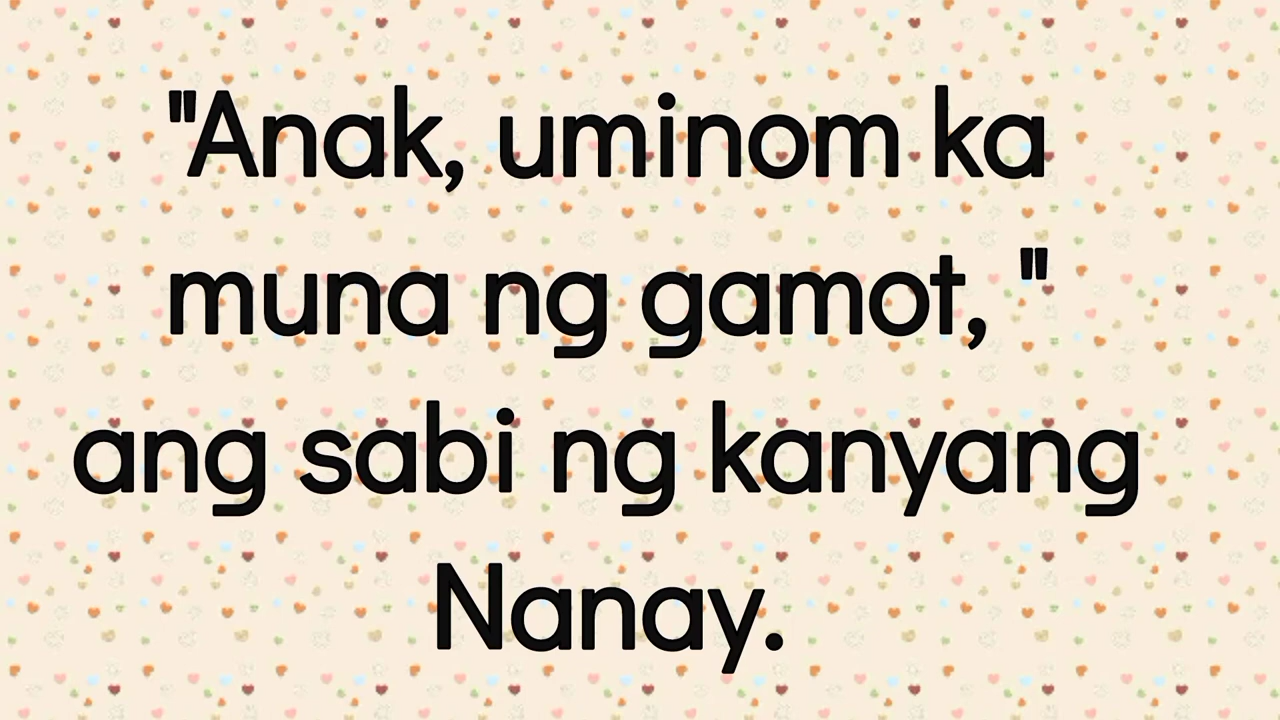 "Anak, uminom ka
muna ng gamot, "
ang sabi ng kanyang
Nanay.